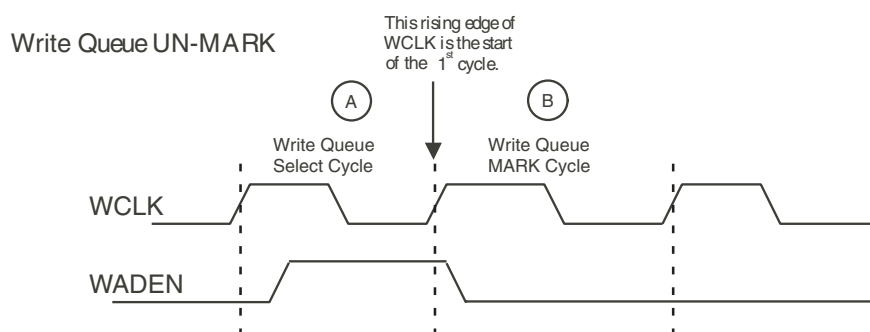 Write Queue UN-MARK
This rising edge of
WCLK is the start
of the 1st cycle.
A
B
Write Queue
Select Cycle
Write Queue
MARK Cycle
WCLK
WADEN